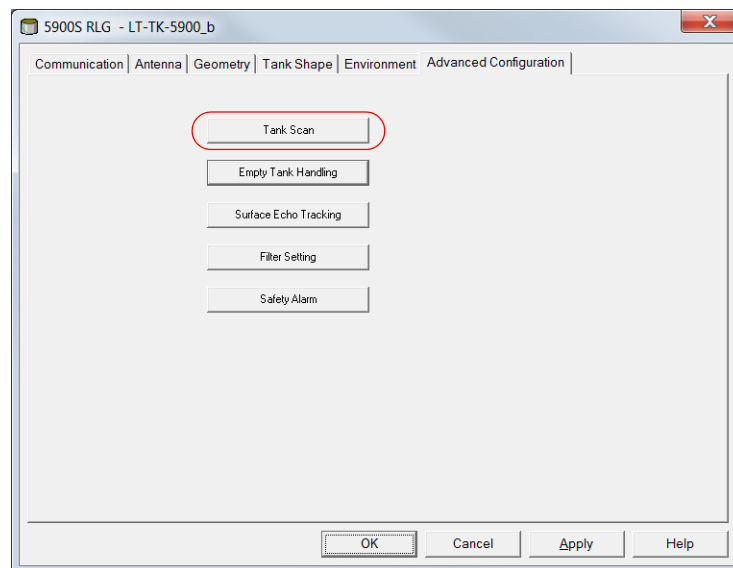 5900S RLG - LT-TK-5900_b
X
Communication Antenna Geometry Tank Shape Environment Advanced Configuration
Tank Scan
Empty Tank Handling
Surface Echo Tracking
Filter Setting
Safety Alarm
OK Cancel Apply Help